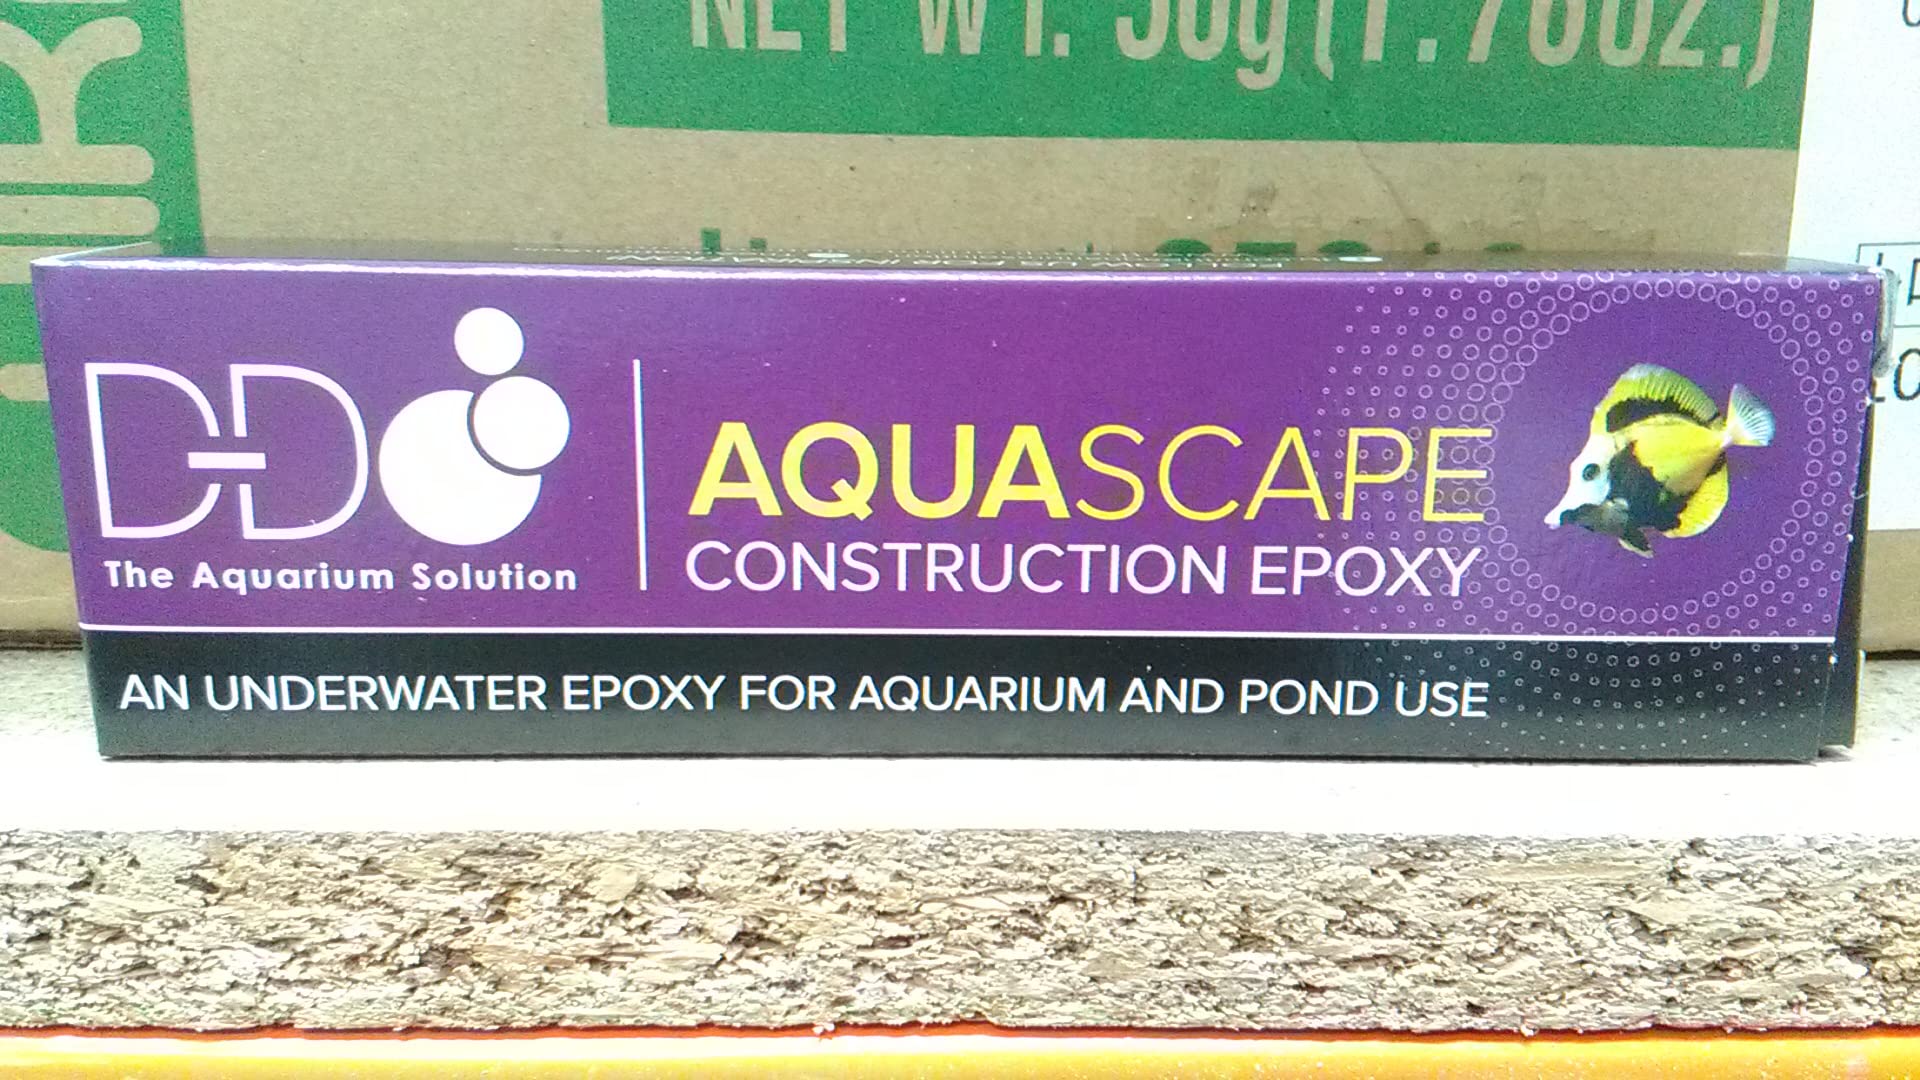 NET WT. 50g(1.76oz.)
D-D
The Aquarium Solution
AQUASCAPE
CONSTRUCTION EPOXY
AN UNDERWATER EPOXY FOR AQUARIUM AND POND USE